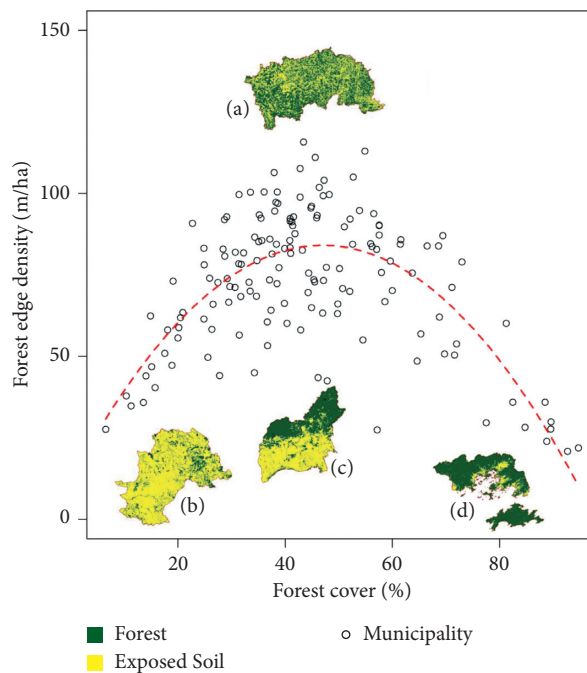 150
100
50
0
Forest edge density (m/ha)
(a)
(b)
(c)
(d)
20
40
60
80
Forest cover (%)
Forest
Municipality
Exposed Soil